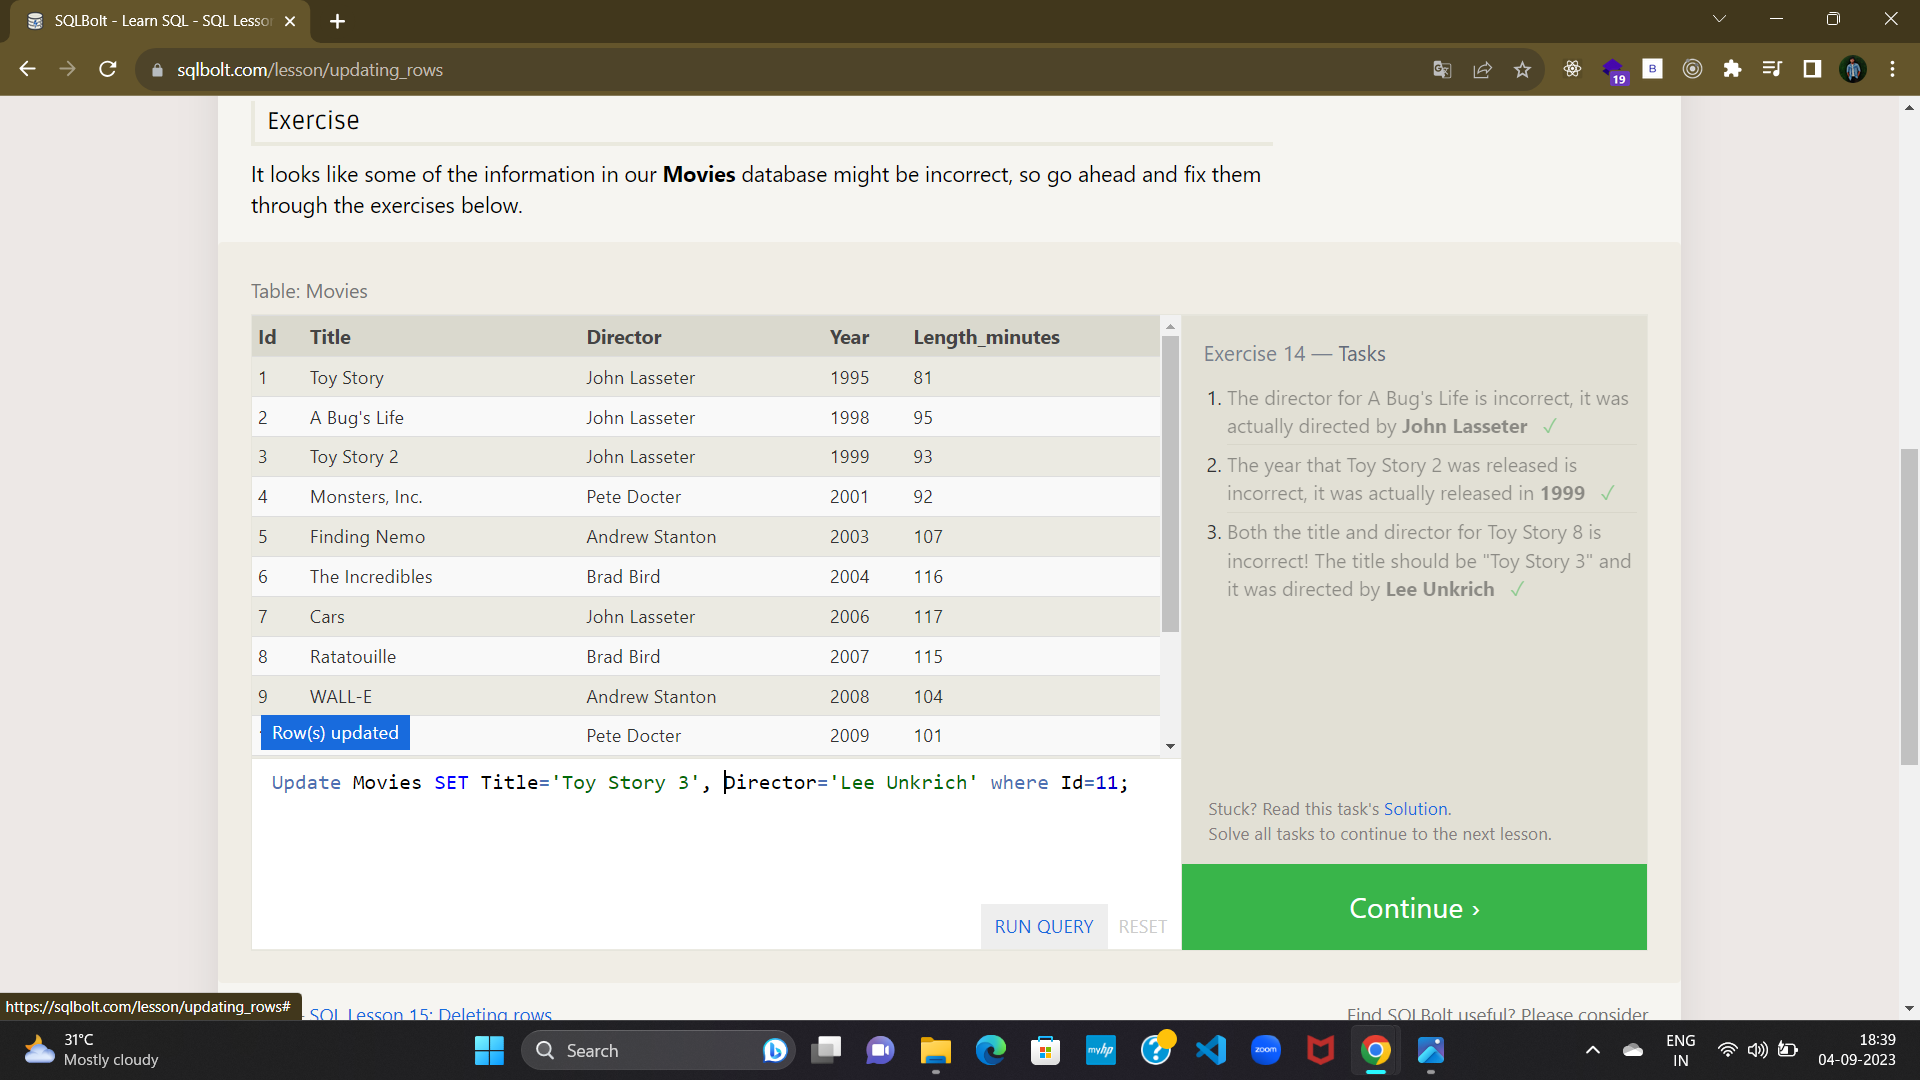 SQLBolt - Learn SQL - SQL Lesson
sqlbolt.com/lesson/updating_rows
B
19
Exercise
It looks like some of the information in our Movies database might be incorrect, so go ahead and fix them
through the exercises below.
Table: Movies
Id Title Director Year Length_minutes
1 Toy Story John Lasseter 1995 81
2 A Bug's Life John Lasseter 1998 95
3 Toy Story 2 John Lasseter 1999 93
4 Monsters, Inc. Pete Docter 2001 92
5 Finding Nemo Andrew Stanton 2003 107
6 The Incredibles Brad Bird 2004 116
7 Cars John Lasseter 2006 117
8 Ratatouille Brad Bird 2007 115
9 WALL-E Andrew Stanton 2008 104
Pete Docter 2009 101
Row(s) updated
Update Movies SET Title='Toy Story 3', Director='Lee Unkrich' where Id=11;
RUN QUERY RESET
Exercise 14 — Tasks
1. The director for A Bug's Life is incorrect, it was
actually directed by John Lasseter ✓
2. The year that Toy Story 2 was released is
incorrect, it was actually released in 1999 ✓
3. Both the title and director for Toy Story 8 is
incorrect! The title should be "Toy Story 3" and
it was directed by Lee Unkrich ✓
Stuck? Read this task's Solution.
Solve all tasks to continue to the next lesson.
Continue ›
https://sqlbolt.com/lesson/updating_rows#
– SQL Lesson 15: Deleting rows
Find SQLBolt useful? Please consider
31°C
Mostly cloudy
Search
myhp
zoom
ENG
IN
18:39
04-09-2023